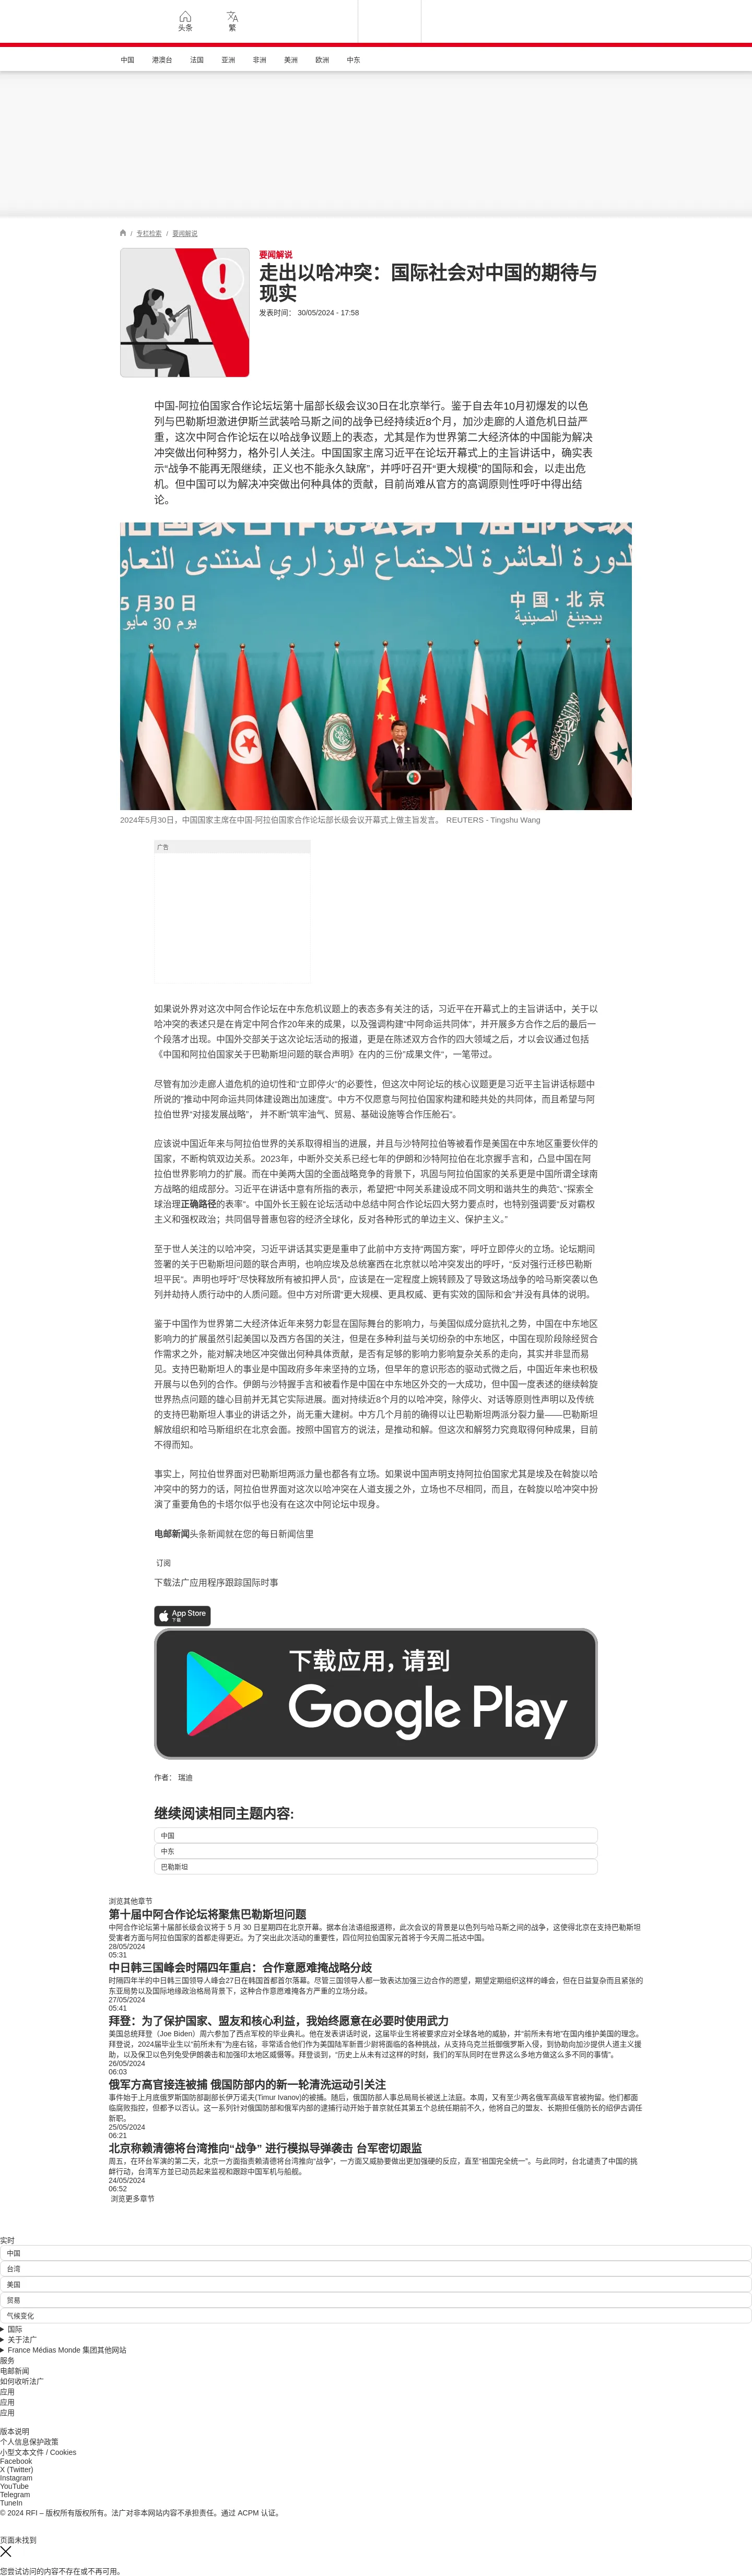 头条
繁
中国
港澳台
法国
亚洲
非洲
美洲
欧洲
中东
/ 专栏检索 / 要闻解说
要闻解说
走出以哈冲突：国际社会对中国的期待与
现实
发表时间： 30/05/2024 - 17:58
中国-阿拉伯国家合作论坛坛第十届部长级会议30日在北京举行。鉴于自去年10月初爆发的以色
列与巴勒斯坦激进伊斯兰武装哈马斯之间的战争已经持续近8个月，加沙走廊的人道危机日益严
重，这次中阿合作论坛在以哈战争议题上的表态，尤其是作为世界第二大经济体的中国能为解决
冲突做出何种努力，格外引人关注。中国国家主席习近平在论坛开幕式上的主旨讲话中，确实表
示“战争不能再无限继续，正义也不能永久缺席”，并呼吁召开“更大规模”的国际和会，以走出危
机。但中国可以为解决冲突做出何种具体的贡献，目前尚难从官方的高调原则性呼吁中得出结
论。
国家合作论坛第十届部长级
الدورة العاشرة للاجتماع الوزاري لمنتدى التعاو
5月30日
30 مايو
中国·北京
بيجينغ الصينية
2024年5月30日，中国国家主席在中国-阿拉伯国家合作论坛部长级会议开幕式上做主旨发言。 REUTERS - Tingshu Wang
广告
如果说外界对这次中阿合作论坛在中东危机议题上的表态多有关注的话，习近平在开幕式上的主旨讲话中，关于以
哈冲突的表述只是在肯定中阿合作20年来的成果，以及强调构建“中阿命运共同体”，并开展多方合作之后的最后一
个段落才出现。中国外交部关于这次论坛活动的报道，更是在陈述双方合作的四大领域之后，才以会议通过包括
《中国和阿拉伯国家关于巴勒斯坦问题的联合声明》在内的三份”成果文件“，一笔带过。
尽管有加沙走廊人道危机的迫切性和“立即停火”的必要性，但这次中阿论坛的核心议题更是习近平主旨讲话标题中
所说的”推动中阿命运共同体建设跑出加速度“。中方不仅愿意与阿拉伯国家构建和睦共处的共同体，而且希望与阿
拉伯世界“对接发展战略”， 并不断“筑牢油气、贸易、基础设施等合作压舱石”。
应该说中国近年来与阿拉伯世界的关系取得相当的进展，并且与沙特阿拉伯等被看作是美国在中东地区重要伙伴的
国家，不断构筑双边关系。2023年，中断外交关系已经七年的伊朗和沙特阿拉伯在北京握手言和，凸显中国在阿
拉伯世界影响力的扩展。而在中美两大国的全面战略竞争的背景下，巩固与阿拉伯国家的关系更是中国所谓全球南
方战略的组成部分。习近平在讲话中意有所指的表示，希望把“中阿关系建设成不同文明和谐共生的典范“、”探索全
球治理正确路径的表率“。中国外长王毅在论坛活动中总结中阿合作论坛四大努力要点时，也特别强调要”反对霸权
主义和强权政治；共同倡导普惠包容的经济全球化，反对各种形式的单边主义、保护主义。”
至于世人关注的以哈冲突，习近平讲话其实更是重申了此前中方支持“两国方案”，呼吁立即停火的立场。论坛期间
签署的关于巴勒斯坦问题的联合声明，也响应埃及总统塞西在北京就以哈冲突发出的呼吁，“反对强行迁移巴勒斯
坦平民“。声明也呼吁”尽快释放所有被扣押人员“，应该是在一定程度上婉转顾及了导致这场战争的哈马斯突袭以色
列并劫持人质行动中的人质问题。但中方对所谓“更大规模、更具权威、更有实效的国际和会”并没有具体的说明。
鉴于中国作为世界第二大经济体近年来努力彰显在国际舞台的影响力，与美国似成分庭抗礼之势，中国在中东地区
影响力的扩展虽然引起美国以及西方各国的关注，但是在多种利益与关切纷杂的中东地区，中国在现阶段除经贸合
作需求之外，能对解决地区冲突做出何种具体贡献，是否有足够的影响力影响复杂关系的走向，其实并非显而易
见。支持巴勒斯坦人的事业是中国政府多年来坚持的立场，但早年的意识形态的驱动式微之后，中国近年来也积极
开展与以色列的合作。伊朗与沙特握手言和被看作是中国在中东地区外交的一大成功，但中国一度表述的继续斡旋
世界热点问题的雄心目前并无其它实际进展。面对持续近8个月的以哈冲突，除停火、对话等原则性声明以及传统
的支持巴勒斯坦人事业的讲话之外，尚无重大建树。中方几个月前的确得以让巴勒斯坦两派分裂力量——巴勒斯坦
解放组织和哈马斯组织在北京会面。按照中国官方的说法，是推动和解。但这次和解努力究竟取得何种成果，目前
不得而知。
事实上，阿拉伯世界面对巴勒斯坦两派力量也都各有立场。如果说中国声明支持阿拉伯国家尤其是埃及在斡旋以哈
冲突中的努力的话，阿拉伯世界面对这次以哈冲突在人道支援之外，立场也不尽相同，而且，在斡旋以哈冲突中扮
演了重要角色的卡塔尔似乎也没有在这次中阿论坛中现身。
电邮新闻头条新闻就在您的每日新闻信里
订阅
下载法广应用程序跟踪国际时事
App Store
下载
下载应用，请到
Google Play
作者： 瑞迪
继续阅读相同主题内容:
中国
中东
巴勒斯坦
浏览其他章节
第十届中阿合作论坛将聚焦巴勒斯坦问题
中阿合作论坛第十届部长级会议将于 5 月 30 日星期四在北京开幕。据本台法语组报道称，此次会议的背景是以色列与哈马斯之间的战争，这使得北京在支持巴勒斯坦
受害者方面与阿拉伯国家的首都走得更近。为了突出此次活动的重要性，四位阿拉伯国家元首将于今天周二抵达中国。
28/05/2024
05:31
中日韩三国峰会时隔四年重启：合作意愿难掩战略分歧
时隔四年半的中日韩三国领导人峰会27日在韩国首都首尔落幕。尽管三国领导人都一致表达加强三边合作的愿望，期望定期组织这样的峰会，但在日益复杂而且紧张的
东亚局势以及国际地缘政治格局背景下，这种合作意愿难掩各方严重的立场分歧。
27/05/2024
05:41
拜登：为了保护国家、盟友和核心利益，我始终愿意在必要时使用武力
美国总统拜登（Joe Biden）周六参加了西点军校的毕业典礼。他在发表讲话时说，这届毕业生将被要求应对全球各地的威胁，并“前所未有地”在国内维护美国的理念。
拜登说，2024届毕业生以“前所未有”为座右铭，非常适合他们作为美国陆军新晋少尉将面临的各种挑战，从支持乌克兰抵御俄罗斯入侵，到协助向加沙提供人道主义援
助，以及保卫以色列免受伊朗袭击和加强印太地区威慑等。拜登谈到，“历史上从未有过这样的时刻，我们的军队同时在世界这么多地方做这么多不同的事情”。
26/05/2024
06:03
俄军方高官接连被捕 俄国防部内的新一轮清洗运动引关注
事件始于上月底俄罗斯国防部副部长伊万诺夫(Timur Ivanov)的被捕。随后，俄国防部人事总局局长被送上法庭。本周，又有至少两名俄军高级军官被拘留。他们都面
临腐败指控，但都予以否认。这一系列针对俄国防部和俄军内部的逮捕行动开始于普京就任其第五个总统任期前不久，他将自己的盟友、长期担任俄防长的绍伊古调任
新职。
25/05/2024
06:21
北京称赖清德将台湾推向“战争” 进行模拟导弹袭击 台军密切跟监
周五，在环台军演的第二天，北京一方面指责赖清德将台湾推向“战争”，一方面又威胁要做出更加强硬的反应，直至“祖国完全统一”。与此同时，台北谴责了中国的挑
衅行动，台湾军方並已动员起来监视和跟踪中国军机与船舰。
24/05/2024
06:52
浏览更多章节
实时
中国
台湾
美国
贸易
气候变化
国际
关于法广
France Médias Monde 集团其他网站
服务
电邮新闻
如何收听法广
应用
应用
应用
版本说明
个人信息保护政策
小型文本文件 / Cookies
Facebook
X (Twitter)
Instagram
YouTube
Telegram
TuneIn
© 2024 RFI – 版权所有版权所有。法广对非本网站内容不承担责任。通过 ACPM 认证。
页面未找到
您尝试访问的内容不存在或不再可用。